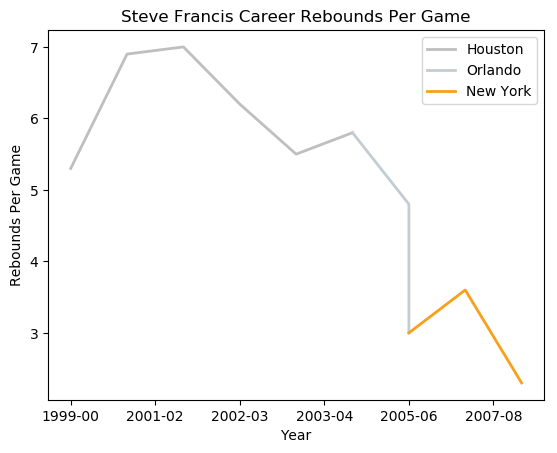 Steve Francis Career Rebounds Per Game
Houston
Orlando
New York
Rebounds Per Game
7
6
5
4
3
1999-00
2001-02
2002-03
2003-04
2005-06
2007-08
Year